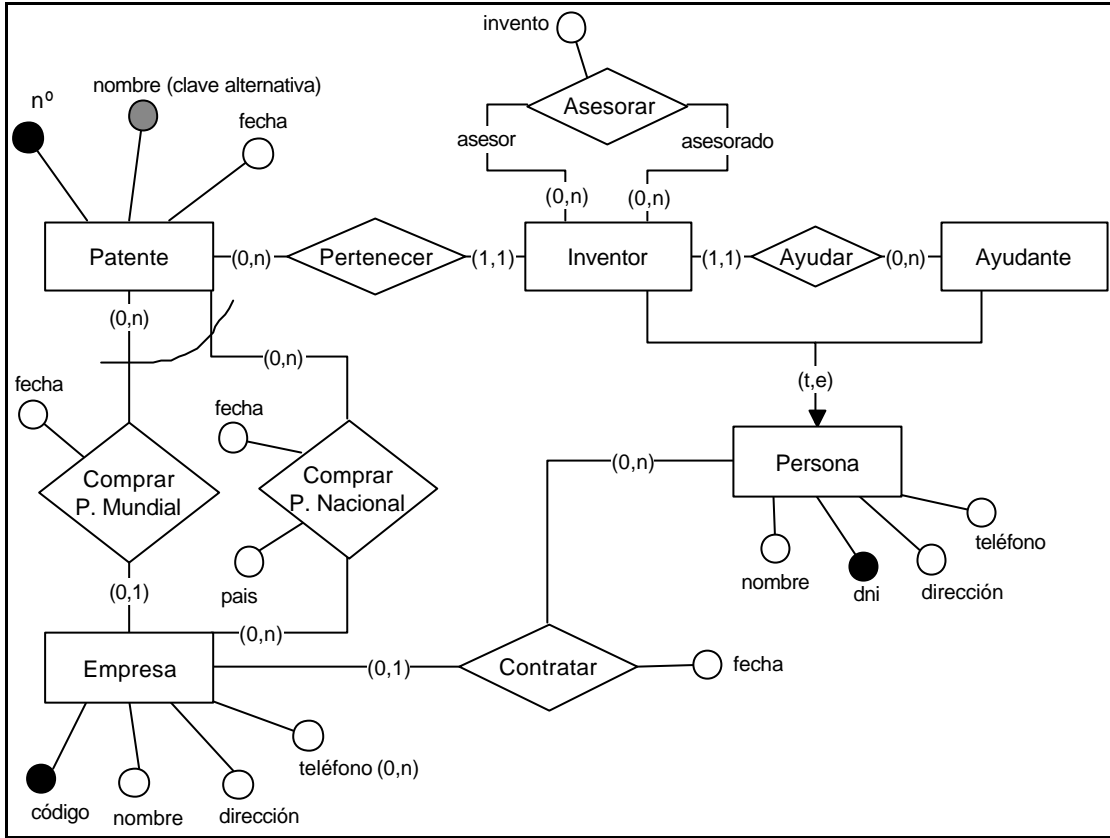 invento
nombre (clave alternativa)
nº
fecha
Asesorar
asesor
asesorado
(0,n)
(0,n)
Patente
(0,n)
Pertenecer
(1,1)
Inventor
(1,1)
Ayudar
(0,n)
Ayudante
(0,n)
(0,n)
(t,e)
fecha
fecha
Comprar
P. Mundial
Comprar
P. Nacional
(0,n)
Persona
teléfono
nombre
dni
dirección
(0,1)
pais
(0,n)
Empresa
(0,1)
Contratar
fecha
teléfono (0,n)
código
nombre
dirección